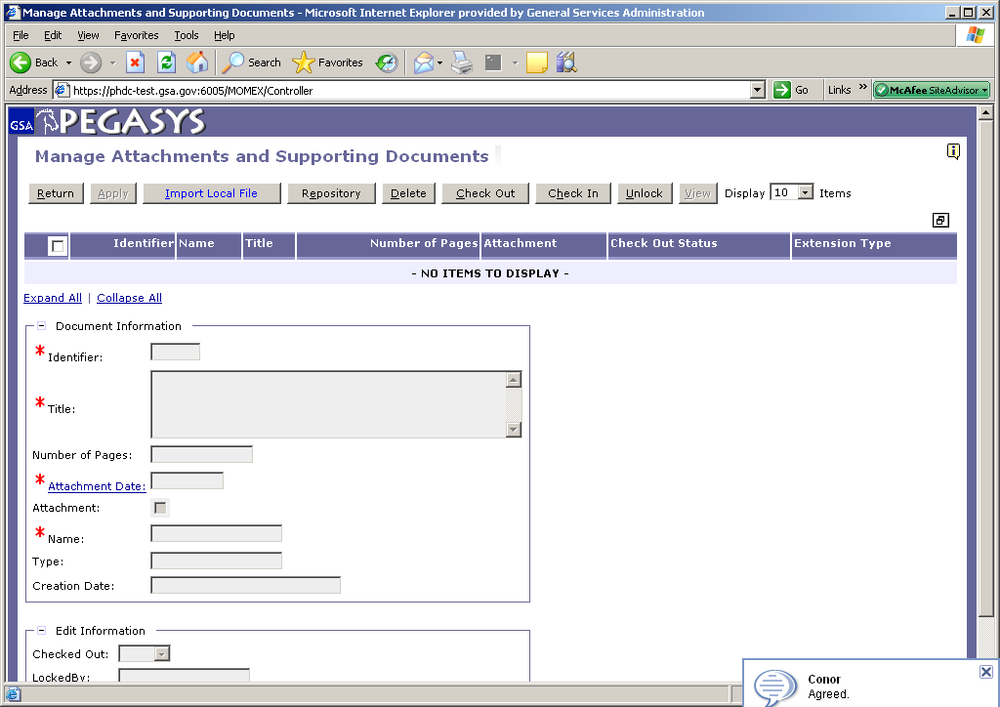 Manage Attachments and Supporting Documents - Microsoft Internet Explorer provided by General Services Administration
File Edit View Favorites Tools Help
Back Search Favorites
Address https://phdc-test.gsa.gov:6005/MOMEX/Controller Go Links » McAfee SiteAdvisor
GSA PEGASYS
Manage Attachments and Supporting Documents
Return Apply Import Local File Repository Delete Check Out Check In Unlock View Display 10 Items
Identifier Name Title Number of Pages Attachment Check Out Status Extension Type
- NO ITEMS TO DISPLAY -
Expand All | Collapse All
Document Information
* Identifier:
* Title:
Number of Pages:
* Attachment Date:
Attachment:
* Name:
Type:
Creation Date:
Edit Information
Checked Out:
LockedBy:
Conor
Agreed.